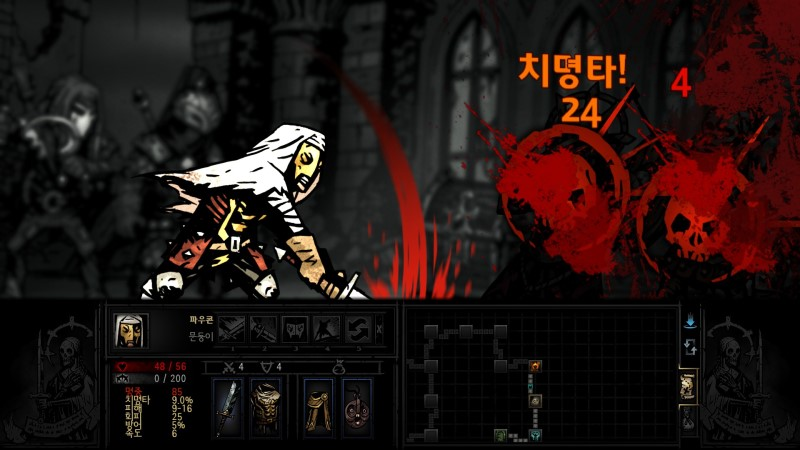 치명타!
24
4
파우콘
문둥이
48 / 56
4
4
0 / 200
명중 85
치명타 9.0%
피해 9-16
회피 25
방어 5%
속도 6